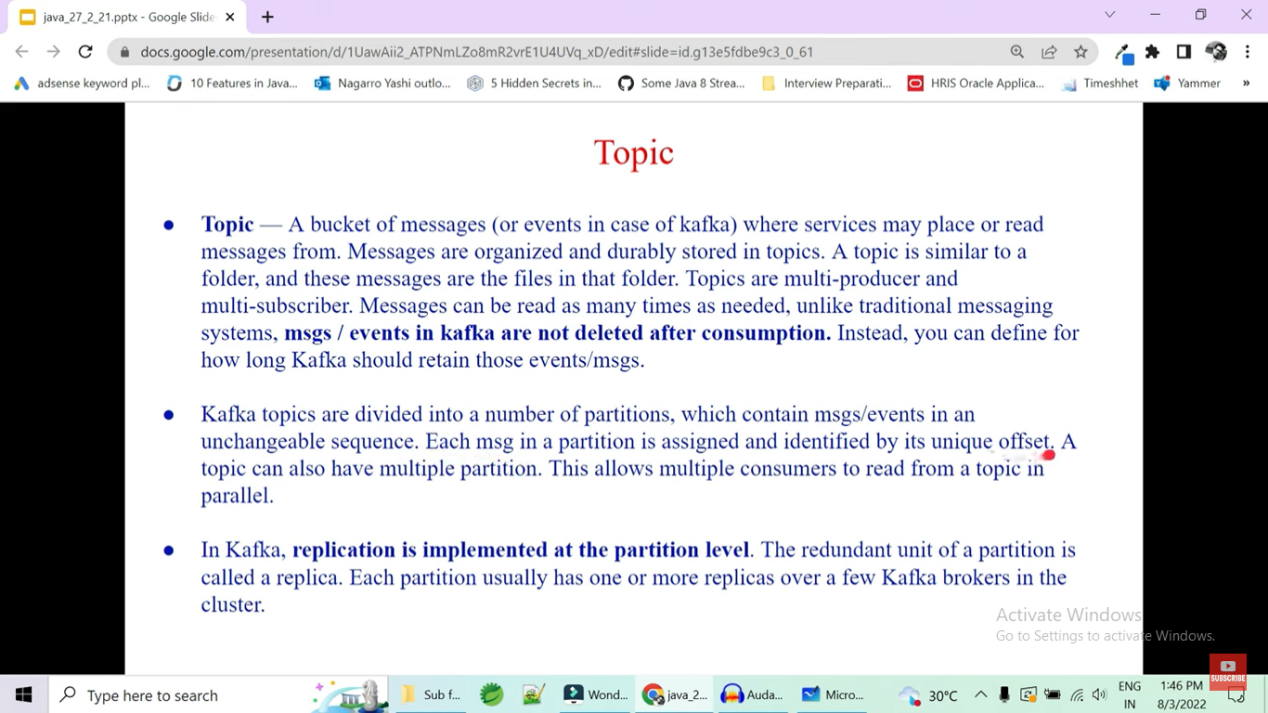 java_27_2_21.pptx - Google Slide
docs.google.com/presentation/d/1UawAii2_ATPNmLZo8mR2vrE1U4UVq_xD/edit#slide=id.g13e5fdbe9c3_0_61
adsense keyword pl... 10 Features in Java... Nagarro Yashi outlo... 5 Hidden Secrets in... Some Java 8 Strea... Interview Preparati... HRIS Oracle Applica... Timeshhet Yammer »
Topic
● Topic — A bucket of messages (or events in case of kafka) where services may place or read
messages from. Messages are organized and durably stored in topics. A topic is similar to a
folder, and these messages are the files in that folder. Topics are multi-producer and
multi-subscriber. Messages can be read as many times as needed, unlike traditional messaging
systems, msgs / events in kafka are not deleted after consumption. Instead, you can define for
how long Kafka should retain those events/msgs.
● Kafka topics are divided into a number of partitions, which contain msgs/events in an
unchangeable sequence. Each msg in a partition is assigned and identified by its unique offset. A
topic can also have multiple partition. This allows multiple consumers to read from a topic in
parallel.
● In Kafka, replication is implemented at the partition level. The redundant unit of a partition is
called a replica. Each partition usually has one or more replicas over a few Kafka brokers in the
cluster.
Activate Windows
Go to Settings to activate Windows.
SUBSCRIBE
Type here to search Sub f... Wond... java_2... Auda... Micro... 30°C ENG 1:46 PM
IN 8/3/2022